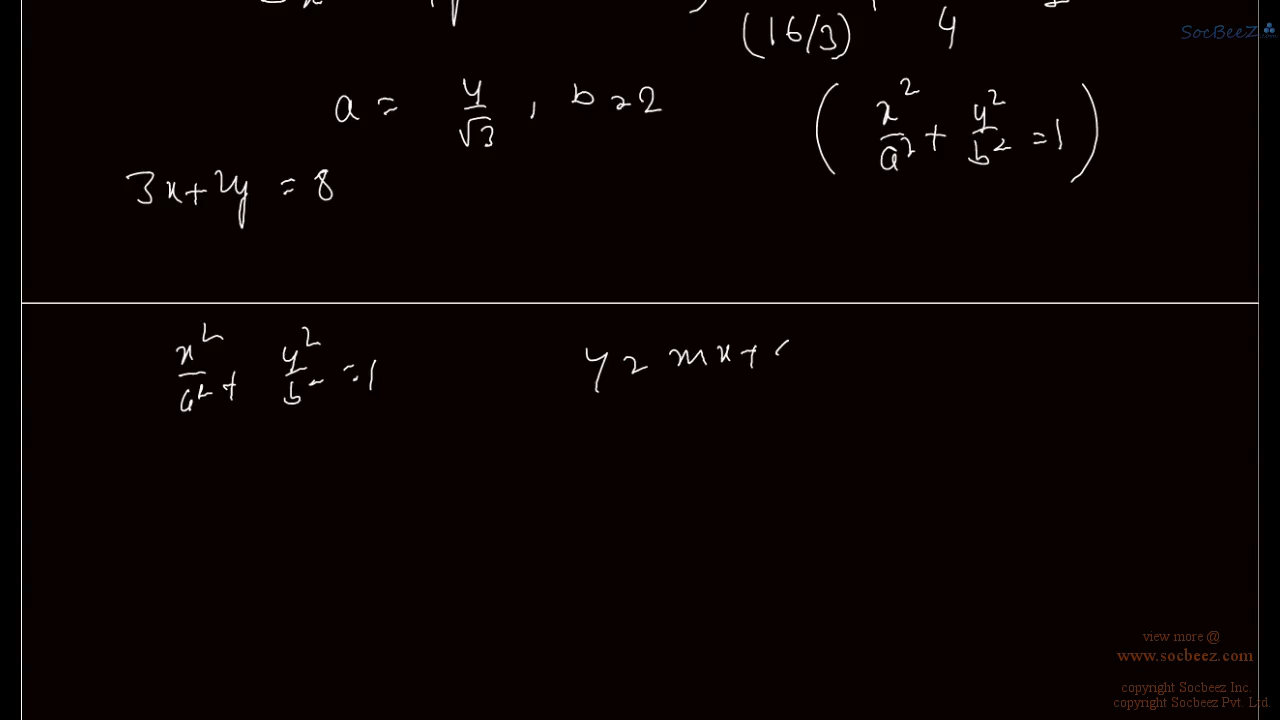 SocBeeZ
(16/3) 4
a = 4/√3 , b = 2 ( x²/a² + y²/b² = 1 )
3x + 2y = 8
x²/a² + y²/b² = 1 y = mx +
view more @
www.socbeez.com
copyright Socbeez Inc.
copyright Socbeez Pvt. Ltd.